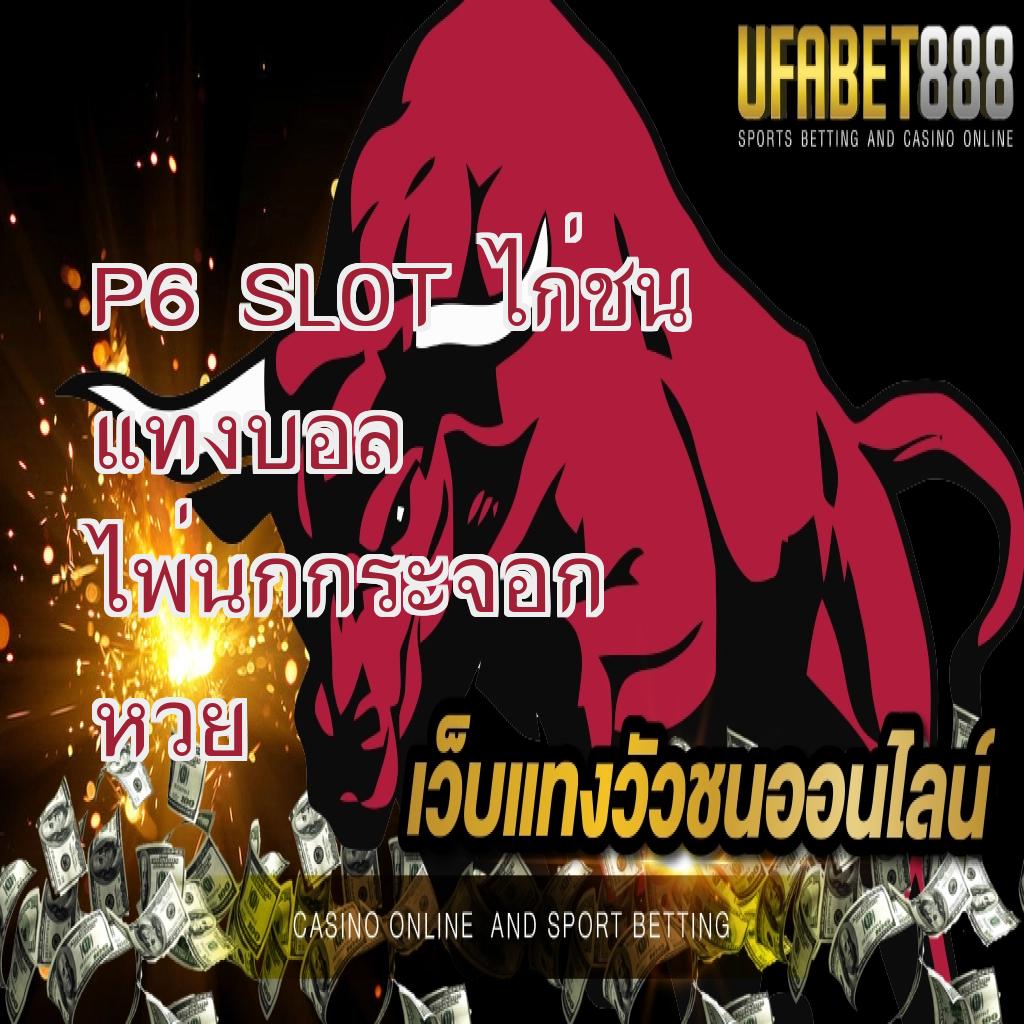 UFABET888
SPORTS BETTING AND CASINO ONLINE
P6 SLOT ไก่ชน
แทงบอล
ไพ่นกกระจอก
หวย
เว็บแทงวัวชนออนไลน์
CASINO ONLINE AND SPORT BETTING